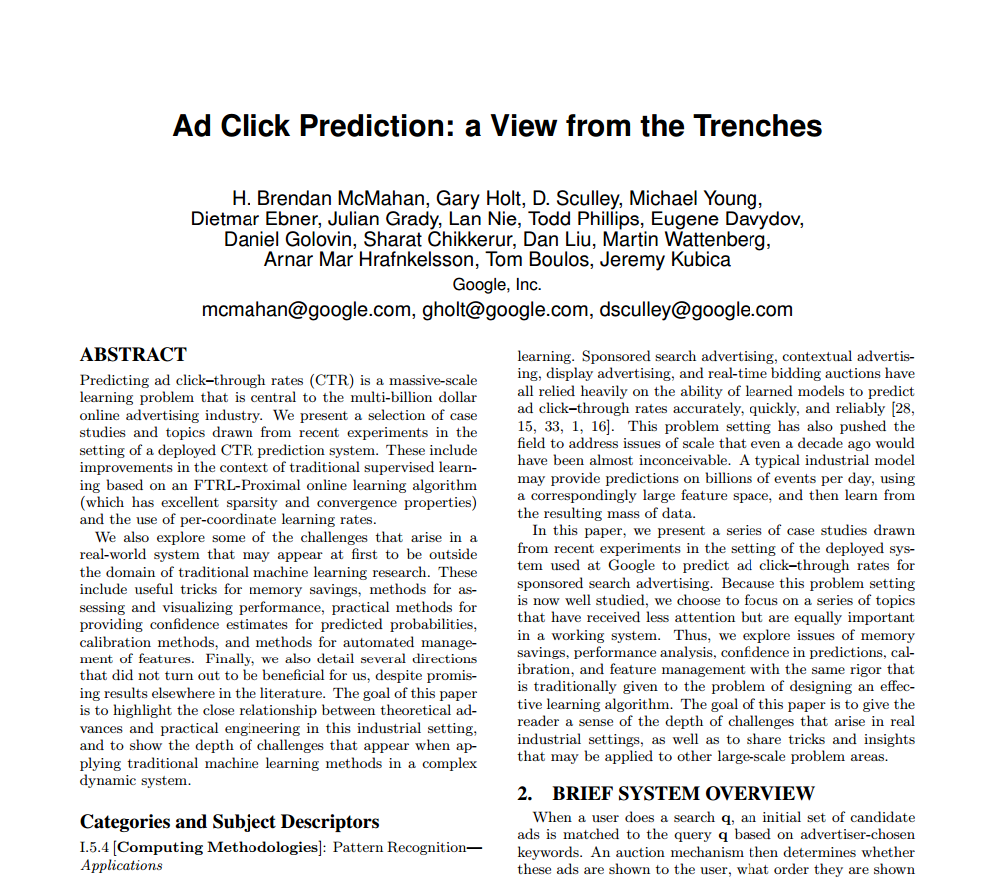 Ad Click Prediction: a View from the Trenches
H. Brendan McMahan, Gary Holt, D. Sculley, Michael Young,
Dietmar Ebner, Julian Grady, Lan Nie, Todd Phillips, Eugene Davydov,
Daniel Golovin, Sharat Chikkerur, Dan Liu, Martin Wattenberg,
Arnar Mar Hrafnkelsson, Tom Boulos, Jeremy Kubica
Google, Inc.
mcmahan@google.com, gholt@google.com, dsculley@google.com
ABSTRACT
Predicting ad click–through rates (CTR) is a massive-scale
learning problem that is central to the multi-billion dollar
online advertising industry. We present a selection of case
studies and topics drawn from recent experiments in the
setting of a deployed CTR prediction system. These include
improvements in the context of traditional supervised learn-
ing based on an FTRL-Proximal online learning algorithm
(which has excellent sparsity and convergence properties)
and the use of per-coordinate learning rates.
We also explore some of the challenges that arise in a
real-world system that may appear at first to be outside
the domain of traditional machine learning research. These
include useful tricks for memory savings, methods for as-
sessing and visualizing performance, practical methods for
providing confidence estimates for predicted probabilities,
calibration methods, and methods for automated manage-
ment of features. Finally, we also detail several directions
that did not turn out to be beneficial for us, despite promis-
ing results elsewhere in the literature. The goal of this paper
is to highlight the close relationship between theoretical ad-
vances and practical engineering in this industrial setting,
and to show the depth of challenges that appear when ap-
plying traditional machine learning methods in a complex
dynamic system.
Categories and Subject Descriptors
I.5.4 [Computing Methodologies]: Pattern Recognition—
Applications
learning. Sponsored search advertising, contextual advertis-
ing, display advertising, and real-time bidding auctions have
all relied heavily on the ability of learned models to predict
ad click–through rates accurately, quickly, and reliably [28,
15, 33, 1, 16]. This problem setting has also pushed the
field to address issues of scale that even a decade ago would
have been almost inconceivable. A typical industrial model
may provide predictions on billions of events per day, using
a correspondingly large feature space, and then learn from
the resulting mass of data.
In this paper, we present a series of case studies drawn
from recent experiments in the setting of the deployed sys-
tem used at Google to predict ad click–through rates for
sponsored search advertising. Because this problem setting
is now well studied, we choose to focus on a series of topics
that have received less attention but are equally important
in a working system. Thus, we explore issues of memory
savings, performance analysis, confidence in predictions, cal-
ibration, and feature management with the same rigor that
is traditionally given to the problem of designing an effec-
tive learning algorithm. The goal of this paper is to give the
reader a sense of the depth of challenges that arise in real
industrial settings, as well as to share tricks and insights
that may be applied to other large-scale problem areas.
2. BRIEF SYSTEM OVERVIEW
When a user does a search q, an initial set of candidate
ads is matched to the query q based on advertiser-chosen
keywords. An auction mechanism then determines whether
these ads are shown to the user, what order they are shown